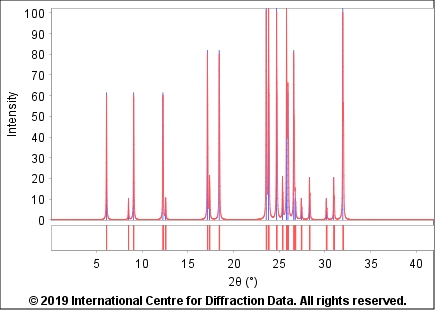 100
90
80
70
60
50
40
30
20
10
0
Intensity
5 10 15 20 25 30 35 40
2θ (°)
© 2019 International Centre for Diffraction Data. All rights reserved.